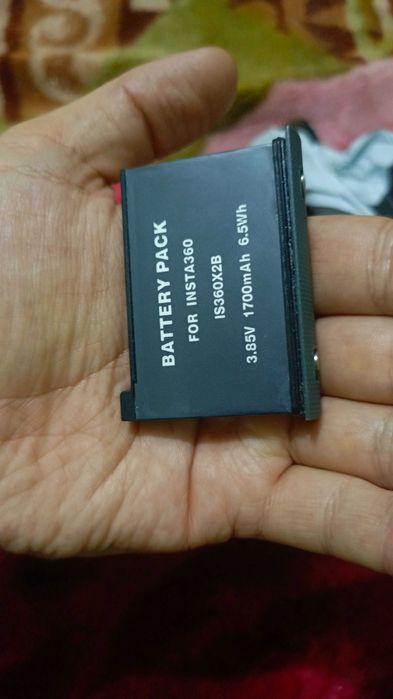 BATTERY PACK
FOR INSTA360
IS360X2B
3.85V 1700mAh 6.5Wh